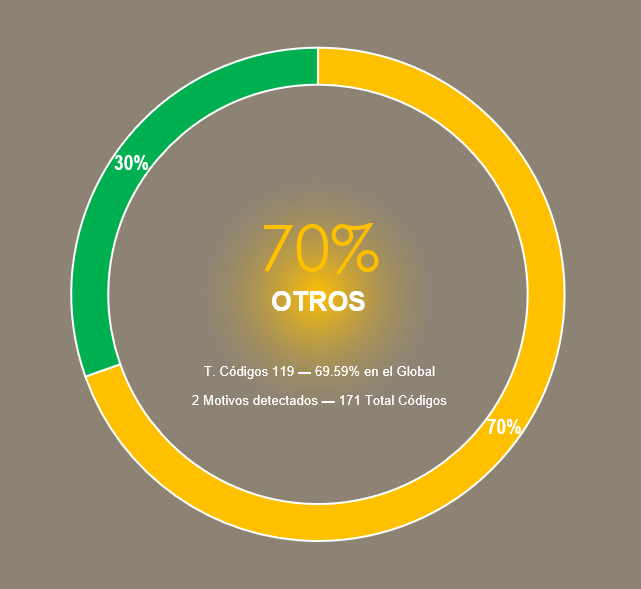 30%
70%
OTROS
T. Códigos 119 — 69.59% en el Global
2 Motivos detectados — 171 Total Códigos
70%